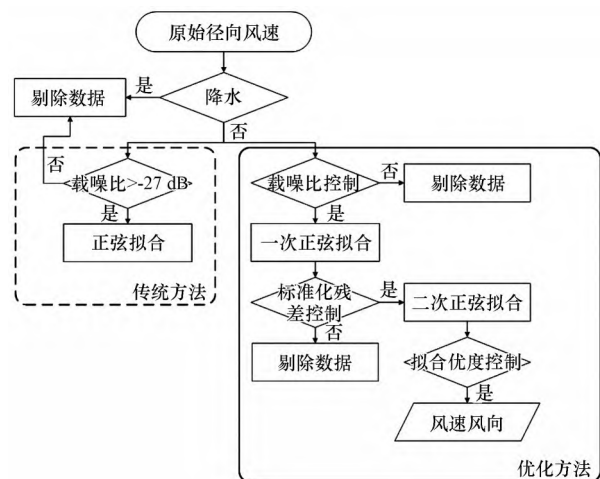 原始径向风速
是
剔除数据
降水
否
否
载噪比>-27 dB
是
正弦拟合
传统方法
载噪比控制
否
剔除数据
是
一次正弦拟合
标准化残
差控制
是
二次正弦拟合
否
剔除数据
拟合优度控制
是
风速风向
优化方法